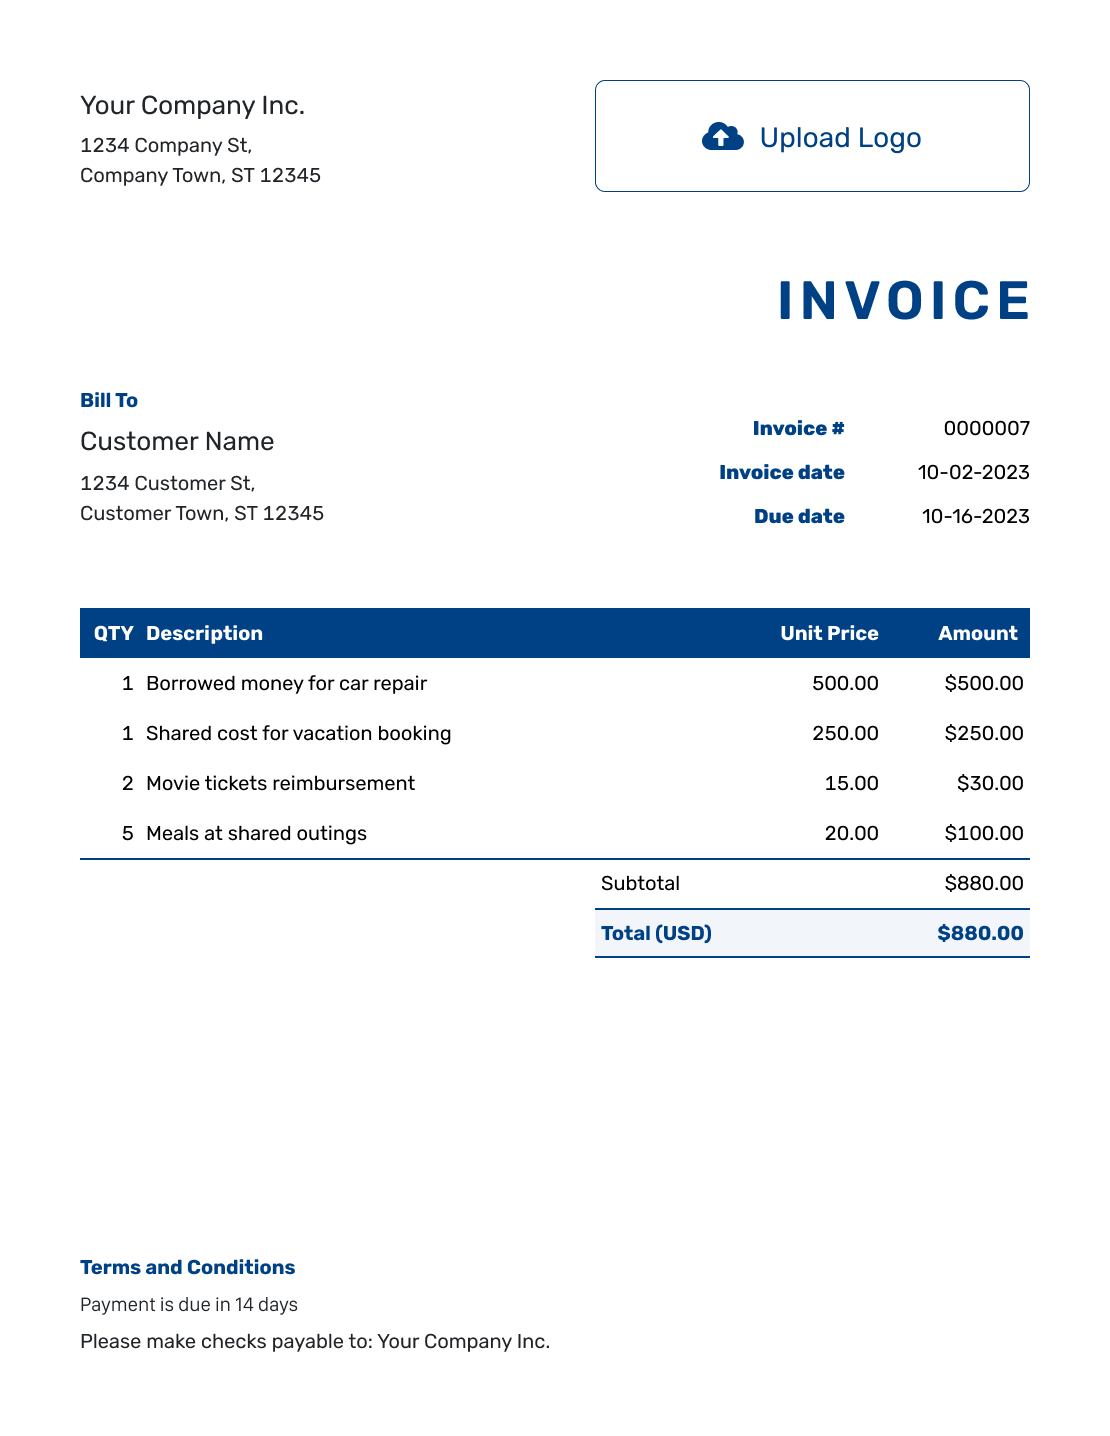 Your Company Inc.
1234 Company St,
Company Town, ST 12345
Upload Logo
INVOICE
Bill To
Customer Name
1234 Customer St,
Customer Town, ST 12345
Invoice # 0000007
Invoice date 10-02-2023
Due date 10-16-2023
QTY Description Unit Price Amount
1 Borrowed money for car repair 500.00 $500.00
1 Shared cost for vacation booking 250.00 $250.00
2 Movie tickets reimbursement 15.00 $30.00
5 Meals at shared outings 20.00 $100.00
Subtotal $880.00
Total (USD) $880.00
Terms and Conditions
Payment is due in 14 days
Please make checks payable to: Your Company Inc.